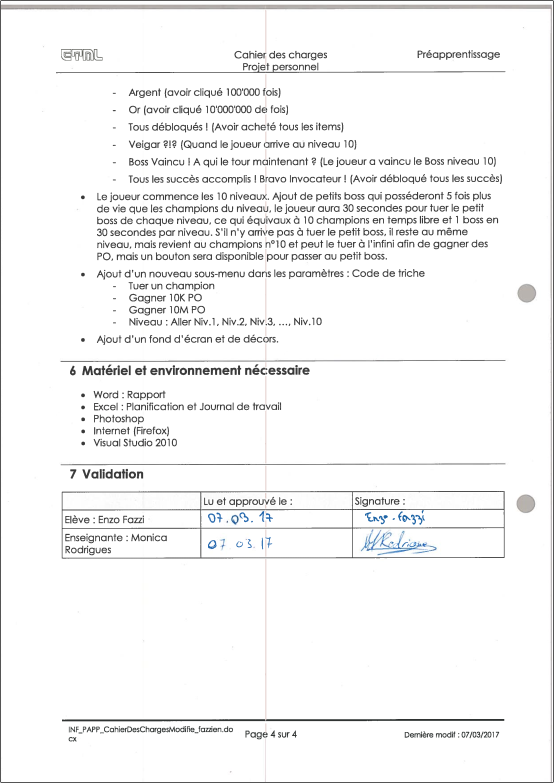 ETML Cahier des charges Préapprentissage
Projet personnel
- Argent (avoir cliqué 100'000 fois)
- Or (avoir cliqué 10'000'000 de fois)
- Tous débloqués ! (Avoir acheté tous les items)
- Veigar ?!? (Quand le joueur arrive au niveau 10)
- Boss Vaincu ! A qui le tour maintenant ? (Le joueur a vaincu le Boss niveau 10)
- Tous les succès accomplis ! Bravo Invocateur ! (Avoir débloqué tous les succès)
• Le joueur commence les 10 niveaux. Ajout de petits boss qui posséderont 5 fois plus
de vie que les champions du niveau, le joueur aura 30 secondes pour tuer le petit
boss de chaque niveau, ce qui équivaux à 10 champions en temps libre et 1 boss en
30 secondes par niveau. S'il n'y arrive pas à tuer le petit boss, il reste au même
niveau, mais revient au champions n°10 et peut le tuer à l'infini afin de gagner des
PO, mais un bouton sera disponible pour passer au petit boss.
• Ajout d'un nouveau sous-menu dans les paramètres : Code de triche
- Tuer un champion
- Gagner 10K PO
- Gagner 10M PO
- Niveau : Aller Niv.1, Niv.2, Niv.3, …, Niv.10
• Ajout d'un fond d'écran et de décors.
6 Matériel et environnement nécessaire
• Word : Rapport
• Excel : Planification et Journal de travail
• Photoshop
• Internet (Firefox)
• Visual Studio 2010
7 Validation
Lu et approuvé le : Signature :
Elève : Enzo Fazzi 07.03.17 Enzo Fazzi
Enseignante : Monica
Rodrigues 07 03.17 Rodrigues
INF_PAPP_CahierDesChargesModifie_fazzien.do
cx Page 4 sur 4 Dernière modif : 07/03/2017